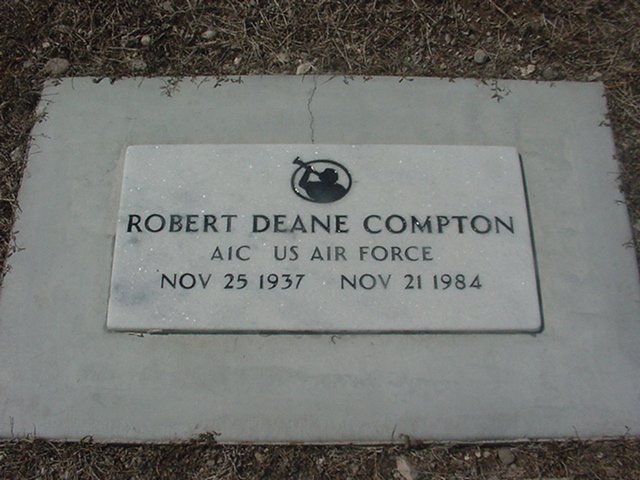 ROBERT DEANE COMPTON
A1C US AIR FORCE
NOV 25 1937 NOV 21 1984